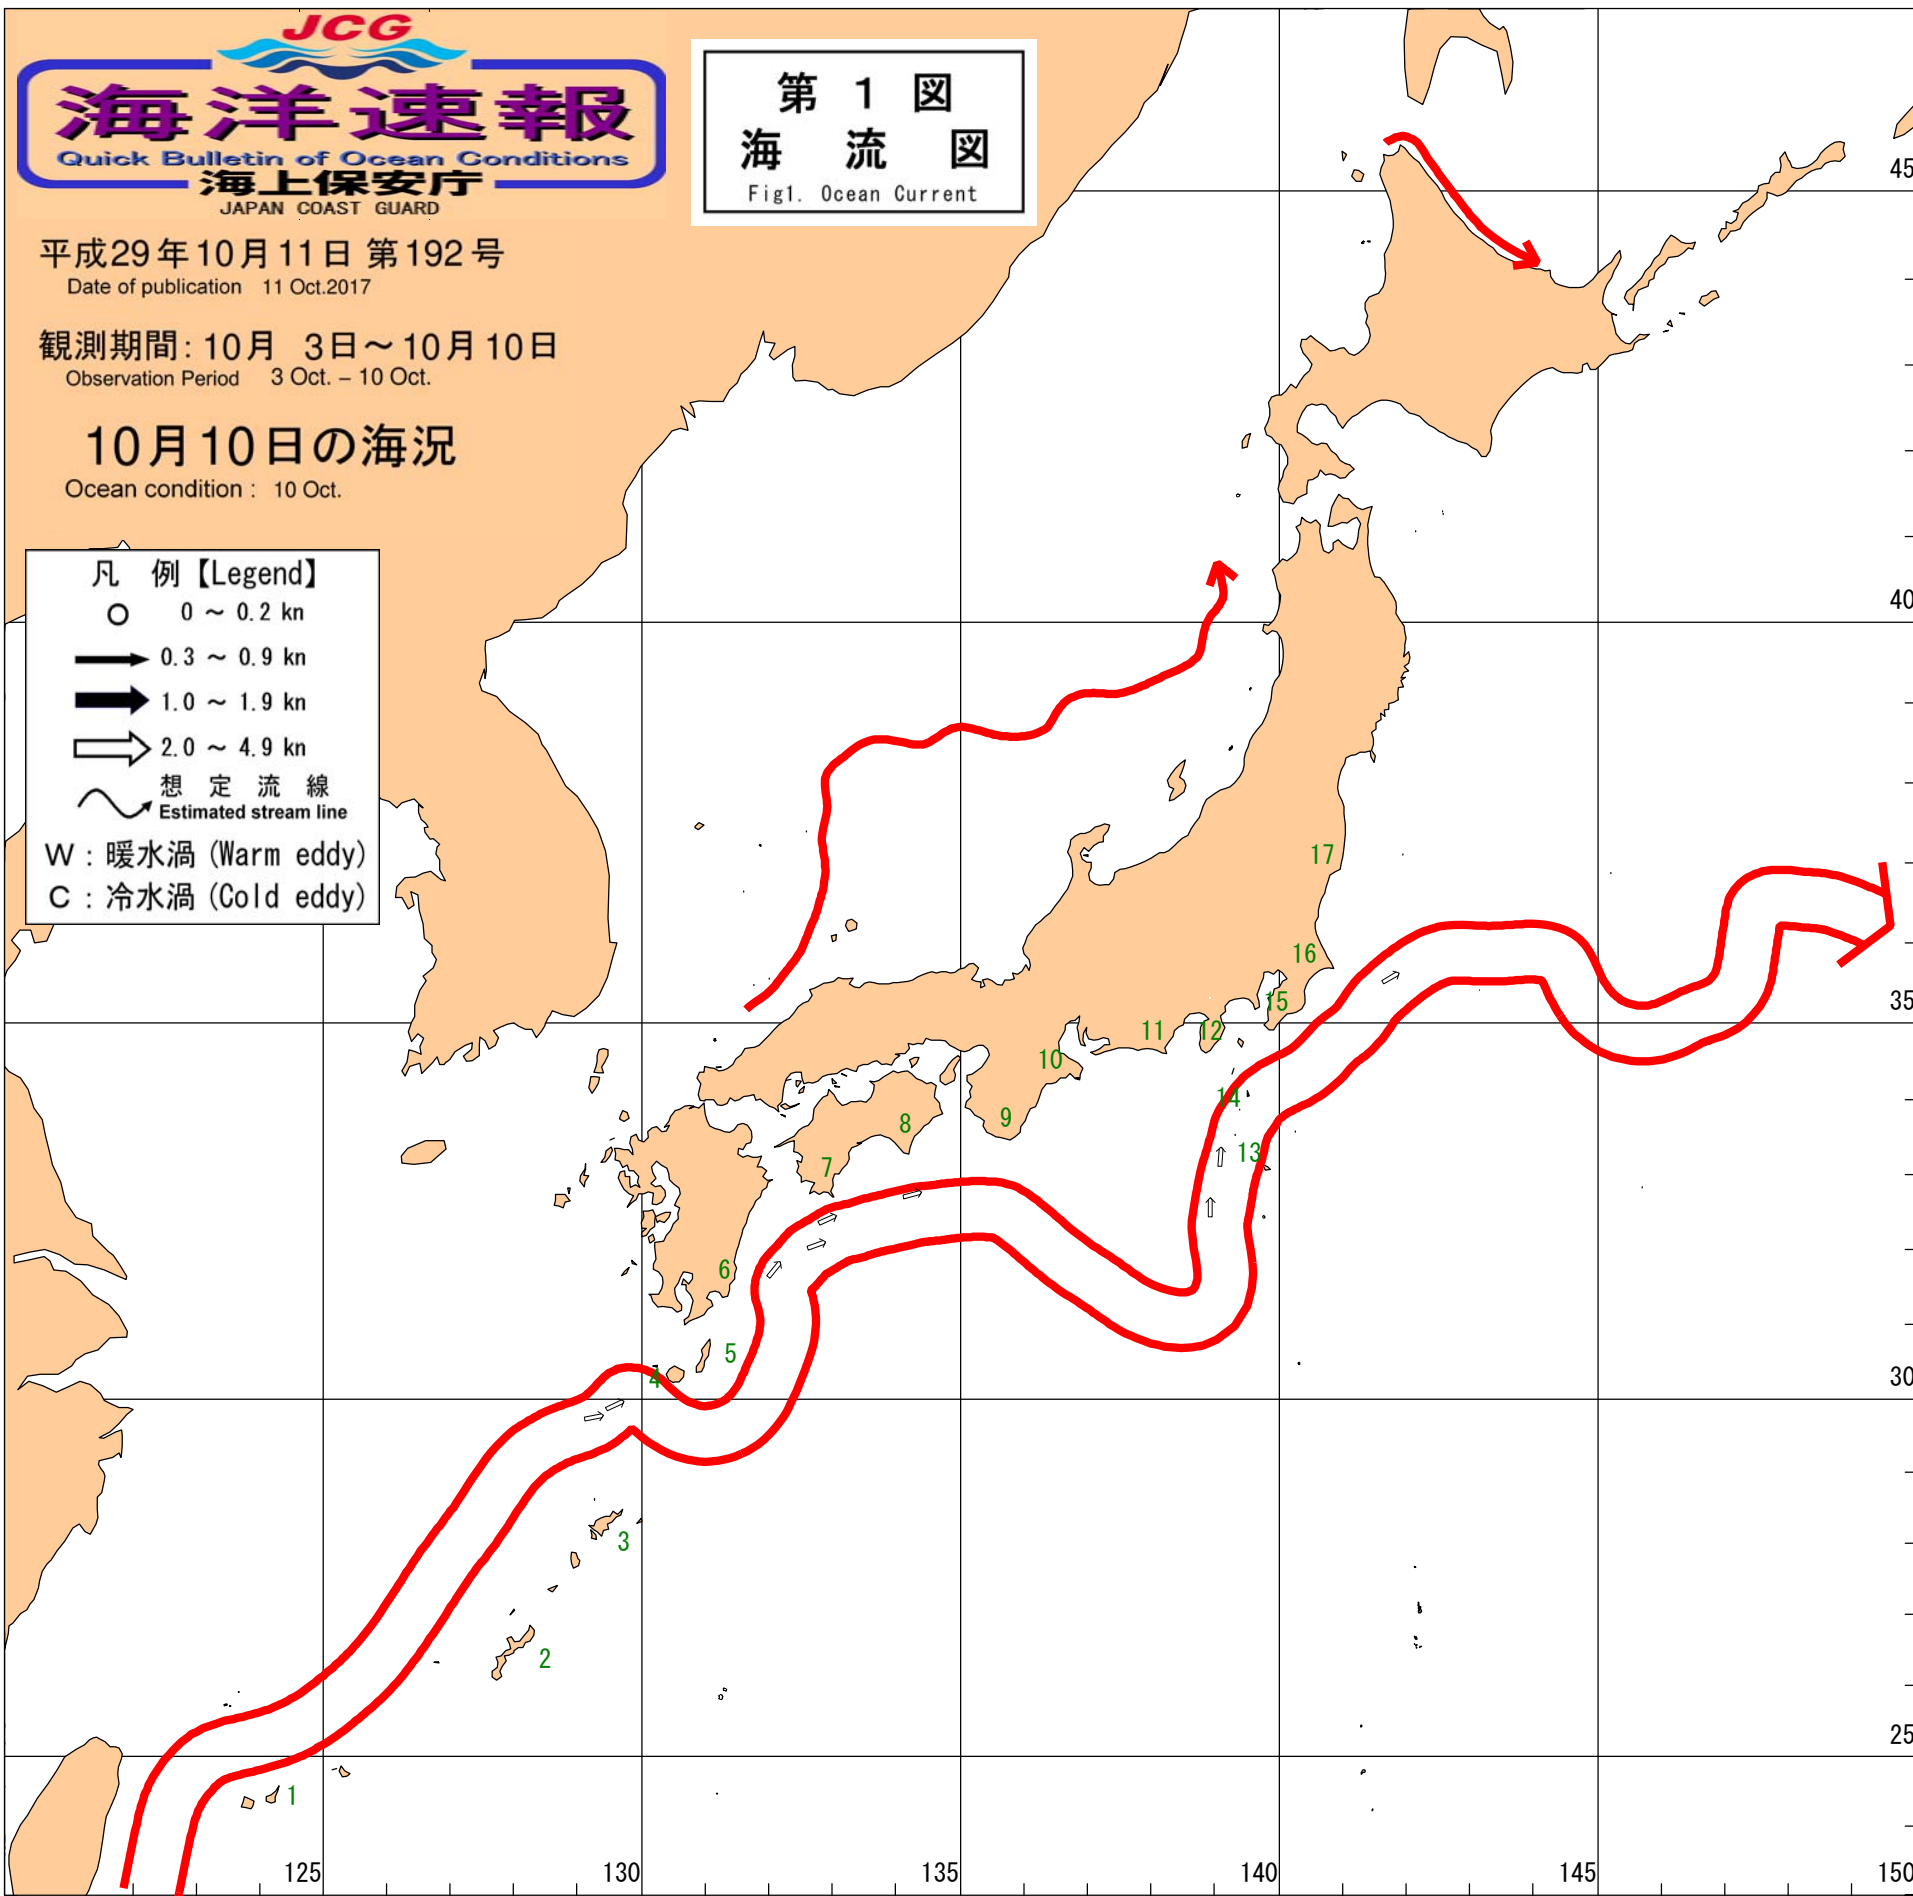 JCG
海洋速報
Quick Bulletin of Ocean Conditions
海上保安庁
JAPAN COAST GUARD
平成29年10月11日 第192号
Date of publication 11 Oct.2017
観測期間: 10月 3日～10月10日
Observation Period 3 Oct. – 10 Oct.
10月10日の海況
Ocean condition : 10 Oct.
第 1 図
海 流 図
Fig1. Ocean Current
凡 例【Legend】
0 ～ 0.2 kn
0.3 ～ 0.9 kn
1.0 ～ 1.9 kn
2.0 ～ 4.9 kn
想 定 流 線
Estimated stream line
W : 暖水渦 (Warm eddy)
C : 冷水渦 (Cold eddy)
45
40
17
16
35
15
12
11
10
14
9
8
13
7
6
5
4
30
3
2
25
1
125
130
135
140
145
150